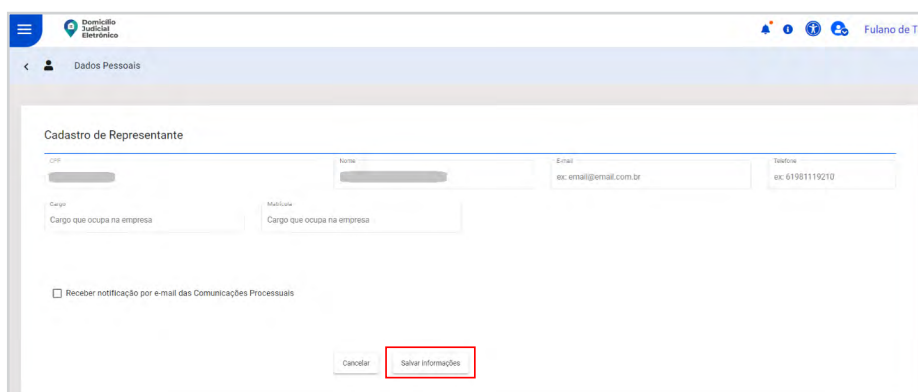 Domicílio
Judicial
Eletrônico
Fulano de T
Dados Pessoais
Cadastro de Representante
CPF
Nome
E-mail
Telefone
ex: email@email.com.br
ex: 61981119210
Cargo
Matrícula
Cargo que ocupa na empresa
Cargo que ocupa na empresa
Receber notificação por e-mail das Comunicações Processuais
Cancelar
Salvar informações